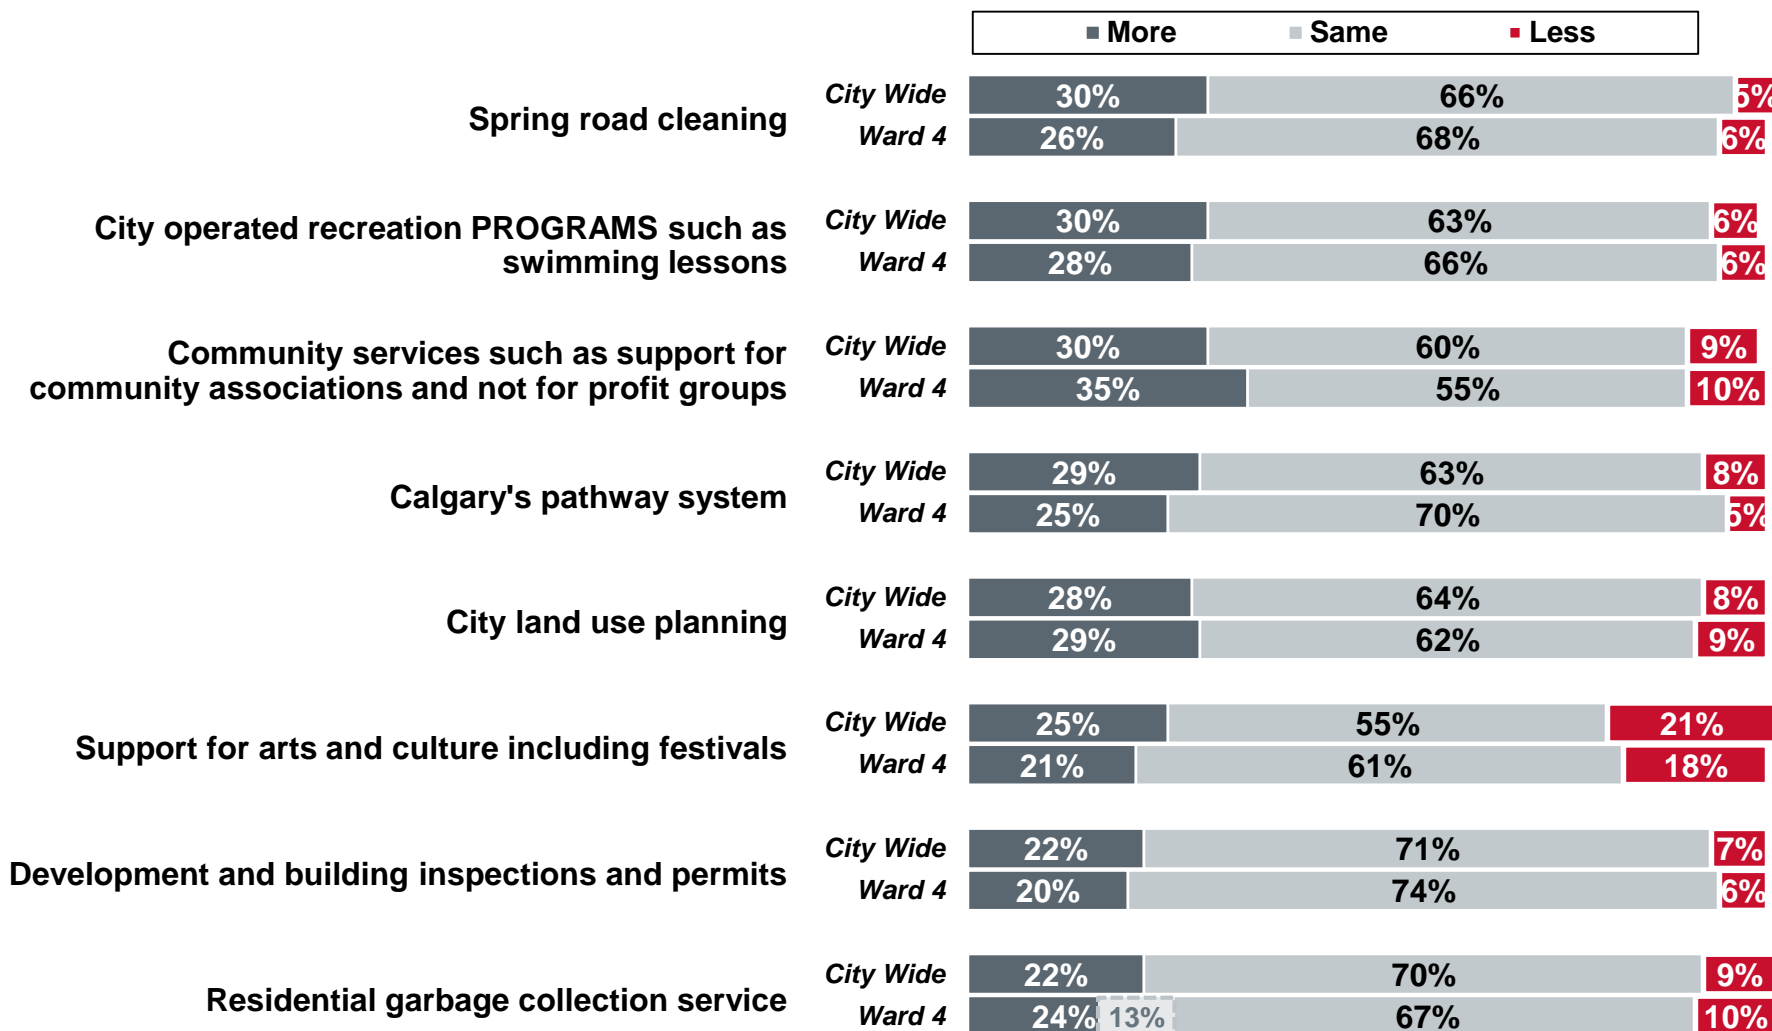 More Same Less
Spring road cleaning
City Wide 30% 66% 5%
Ward 4 26% 68% 6%
City operated recreation PROGRAMS such as
swimming lessons
City Wide 30% 63% 6%
Ward 4 28% 66% 6%
Community services such as support for
community associations and not for profit groups
City Wide 30% 60% 9%
Ward 4 35% 55% 10%
Calgary's pathway system
City Wide 29% 63% 8%
Ward 4 25% 70% 5%
City land use planning
City Wide 28% 64% 8%
Ward 4 29% 62% 9%
Support for arts and culture including festivals
City Wide 25% 55% 21%
Ward 4 21% 61% 18%
Development and building inspections and permits
City Wide 22% 71% 7%
Ward 4 20% 74% 6%
Residential garbage collection service
City Wide 22% 70% 9%
Ward 4 24% 13% 67% 10%